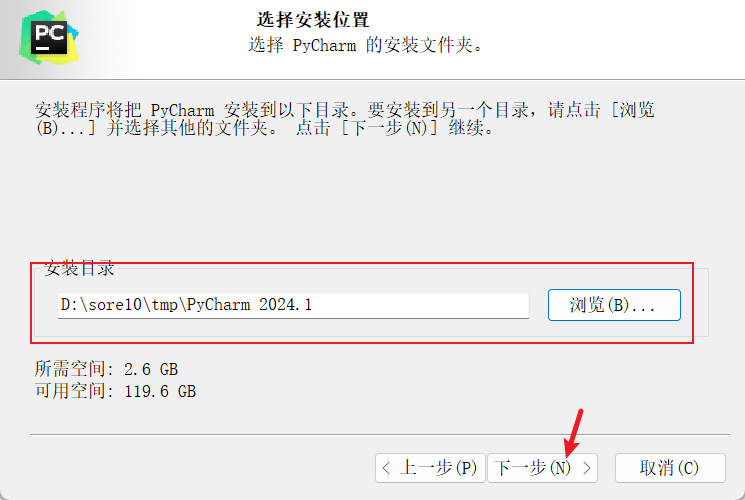 PC
选择安装位置
选择 PyCharm 的安装文件夹。
安装程序将把 PyCharm 安装到以下目录。要安装到另一个目录，请点击 [浏览
(B)...] 并选择其他的文件夹。 点击 [下一步(N)] 继续。
安装目录
D:\sore10\tmp\PyCharm 2024.1
浏览(B)...
所需空间: 2.6 GB
可用空间: 119.6 GB
< 上一步(P)
下一步(N) >
取消(C)